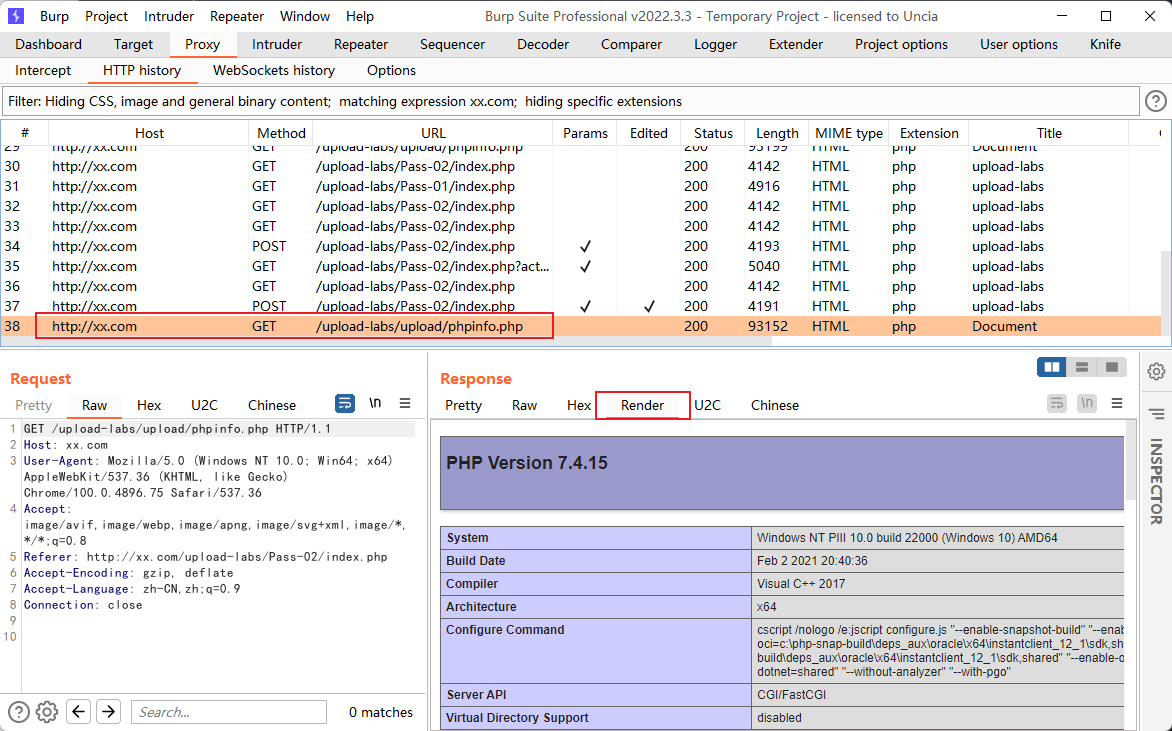 Burp Project Intruder Repeater Window Help Burp Suite Professional v2022.3.3 - Temporary Project - licensed to Uncia
Dashboard Target Proxy Intruder Repeater Sequencer Decoder Comparer Logger Extender Project options User options Knife
Intercept HTTP history WebSockets history Options
Filter: Hiding CSS, image and general binary content; matching expression xx.com; hiding specific extensions
# Host Method URL Params Edited Status Length MIME type Extension Title
29 http://xx.com GET /upload-labs/upload/phpinfo.php 200 93199 HTML php Document
30 http://xx.com GET /upload-labs/Pass-02/index.php 200 4142 HTML php upload-labs
31 http://xx.com GET /upload-labs/Pass-01/index.php 200 4916 HTML php upload-labs
32 http://xx.com GET /upload-labs/Pass-02/index.php 200 4142 HTML php upload-labs
33 http://xx.com GET /upload-labs/Pass-02/index.php 200 4142 HTML php upload-labs
34 http://xx.com POST /upload-labs/Pass-02/index.php ✓ 200 4193 HTML php upload-labs
35 http://xx.com GET /upload-labs/Pass-02/index.php?act... ✓ 200 5040 HTML php upload-labs
36 http://xx.com GET /upload-labs/Pass-02/index.php 200 4142 HTML php upload-labs
37 http://xx.com POST /upload-labs/Pass-02/index.php ✓ ✓ 200 4191 HTML php upload-labs
38 http://xx.com GET /upload-labs/upload/phpinfo.php 200 93152 HTML php Document
Request
Pretty Raw Hex U2C Chinese \n
1 GET /upload-labs/upload/phpinfo.php HTTP/1.1
2 Host: xx.com
3 User-Agent: Mozilla/5.0 (Windows NT 10.0; Win64; x64)
AppleWebKit/537.36 (KHTML, like Gecko)
Chrome/100.0.4896.75 Safari/537.36
4 Accept:
image/avif,image/webp,image/apng,image/svg+xml,image/*,
*/*;q=0.8
5 Referer: http://xx.com/upload-labs/Pass-02/index.php
6 Accept-Encoding: gzip, deflate
7 Accept-Language: zh-CN,zh;q=0.9
8 Connection: close
9
10
Search... 0 matches
Response
Pretty Raw Hex Render U2C Chinese \n
PHP Version 7.4.15
System Windows NT PIII 10.0 build 22000 (Windows 10) AMD64
Build Date Feb 2 2021 20:40:36
Compiler Visual C++ 2017
Architecture x64
Configure Command cscript /nologo /e:jscript configure.js "--enable-snapshot-build" "--enab
oci=c:\php-snap-build\deps_aux\oracle\x64\instantclient_12_1\sdk,sh
build\deps_aux\oracle\x64\instantclient_12_1\sdk,shared" "--enable-o
dotnet=shared" "--without-analyzer" "--with-pgo"
Server API CGI/FastCGI
Virtual Directory Support disabled
INSPECTOR